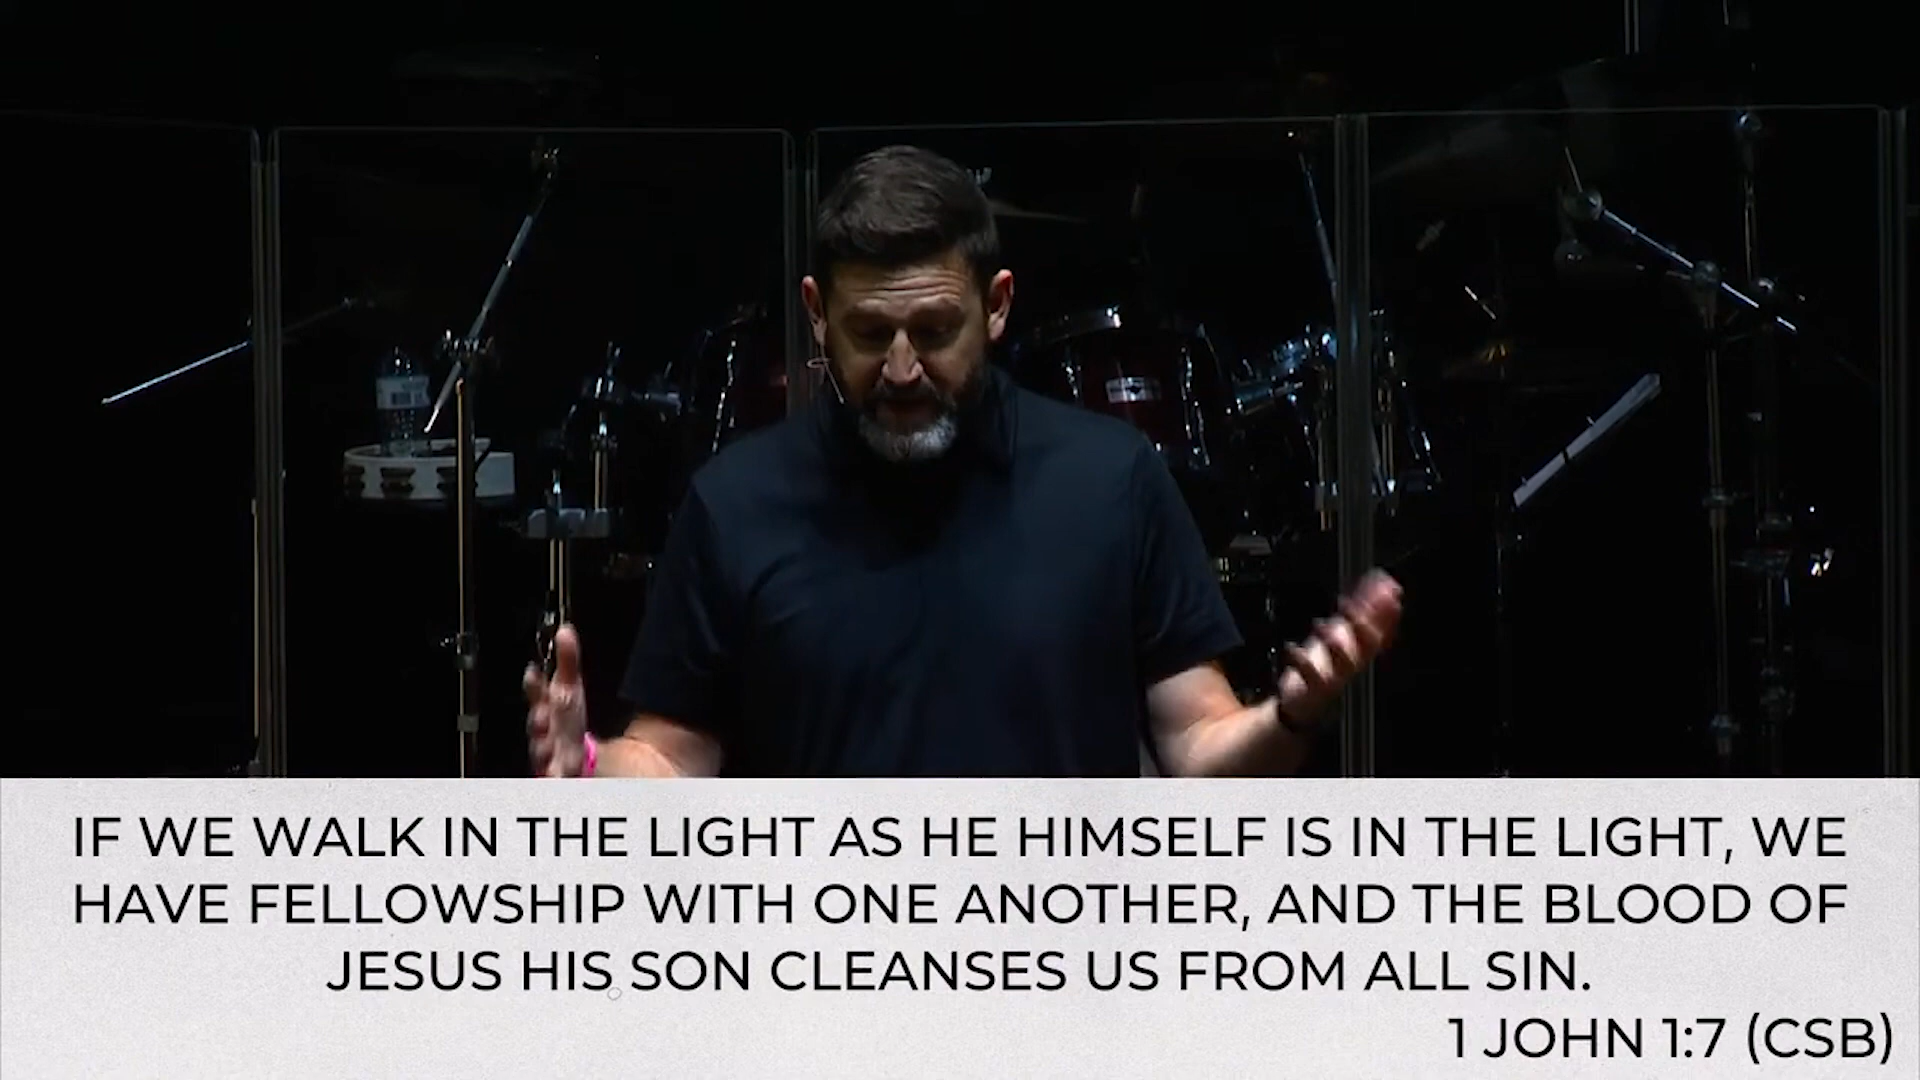 IF WE WALK IN THE LIGHT AS HE HIMSELF IS IN THE LIGHT, WE
HAVE FELLOWSHIP WITH ONE ANOTHER, AND THE BLOOD OF
JESUS HIS SON CLEANSES US FROM ALL SIN.
1 JOHN 1:7 (CSB)